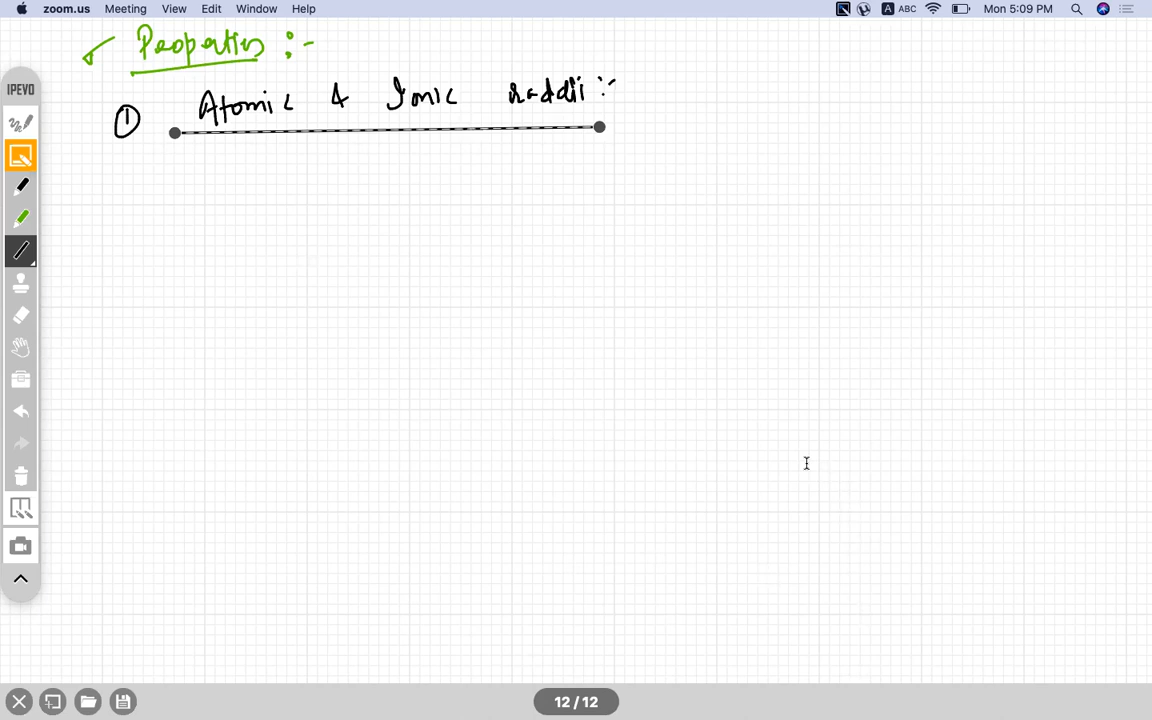 zoom.us Meeting View Edit Window Help A ABC Mon 5:09 PM
Properties :-
IPEVO
① Atomic & Ionic raddii :-
12 / 12